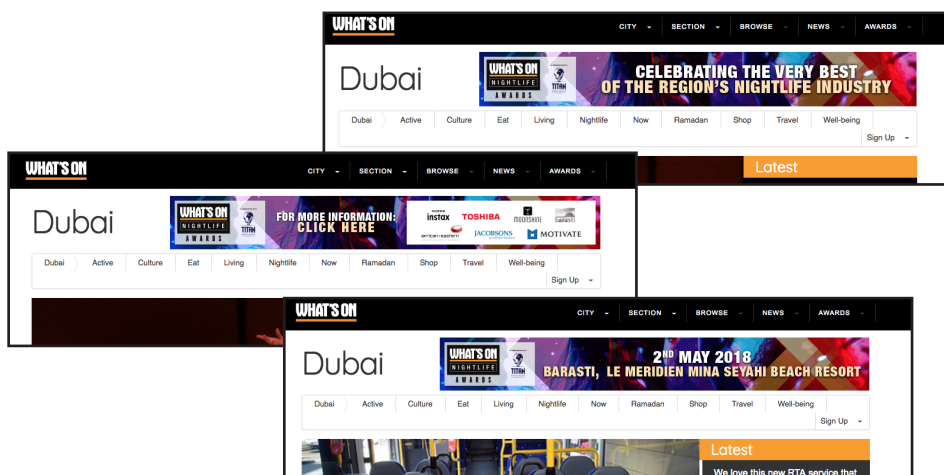 WHAT'S ON
CITY SECTION BROWSE NEWS AWARDS
Dubai
WHAT'S ON
NIGHTLIFE
AWARDS
TITAN
CELEBRATING THE VERY BEST
OF THE REGION'S NIGHTLIFE INDUSTRY
Dubai Active Culture Eat Living Nightlife Now Ramadan Shop Travel Well-being
Sign Up
Latest
WHAT'S ON
CITY SECTION BROWSE NEWS AWARDS
Dubai
WHAT'S ON
NIGHTLIFE
AWARDS
TITAN
FOR MORE INFORMATION:
CLICK HERE
instax TOSHIBA MOONSHINE barasti
african+eastern JACOBSONS MOTIVATE
Dubai Active Culture Eat Living Nightlife Now Ramadan Shop Travel Well-being
Sign Up
WHAT'S ON
CITY SECTION BROWSE NEWS AWARDS
Dubai
WHAT'S ON
NIGHTLIFE
AWARDS
TITAN
2ND MAY 2018
BARASTI, LE MERIDIEN MINA SEYAHI BEACH RESORT
Dubai Active Culture Eat Living Nightlife Now Ramadan Shop Travel Well-being
Sign Up
Latest
We love this new RTA service that